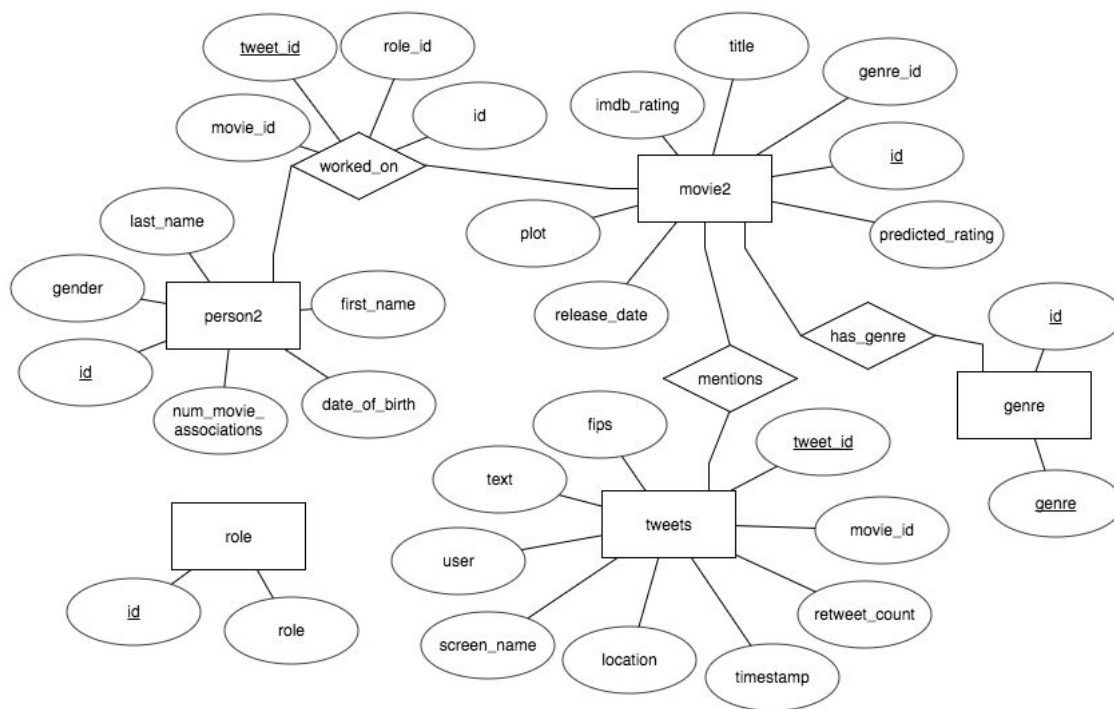 tweet_id
role_id
title
genre_id
imdb_rating
movie_id
id
worked_on
movie2
id
last_name
plot
predicted_rating
gender
person2
first_name
release_date
has_genre
id
id
mentions
date_of_birth
genre
num_movie_
associations
fips
tweet_id
text
genre
tweets
movie_id
role
user
id
role
screen_name
location
timestamp
retweet_count